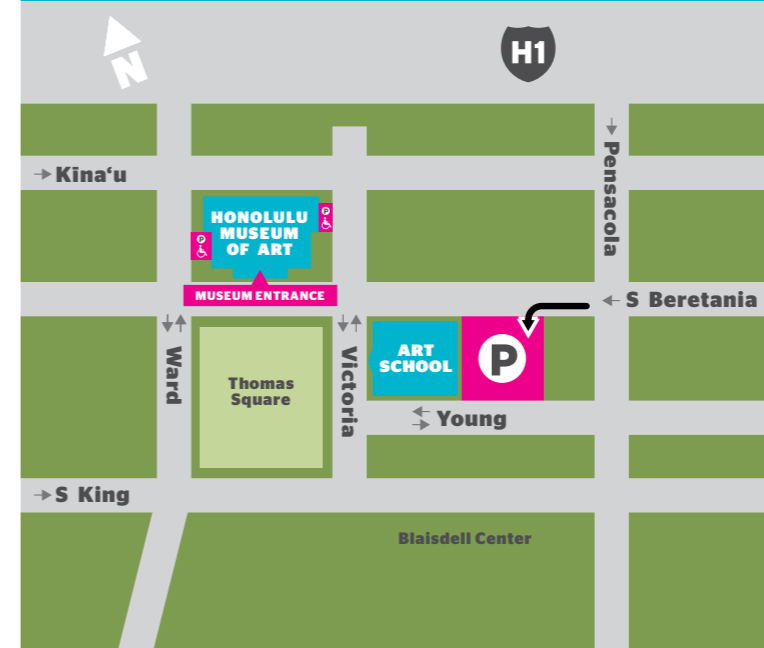 N
H1
Kina‘u
Pensacola
HONOLULU
MUSEUM
OF ART
P
P
MUSEUM ENTRANCE
S Beretania
Ward
Thomas
Square
Victoria
ART
SCHOOL
P
Young
S King
Blaisdell Center